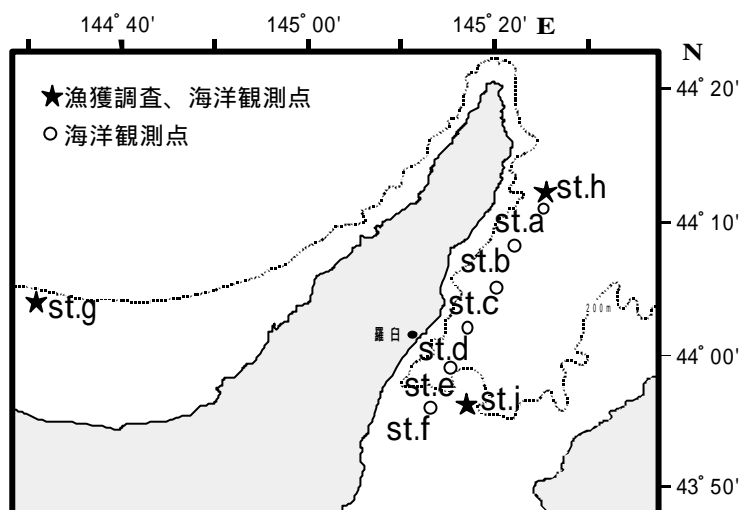 144˚40' 145˚00' 145˚20' E
N
★漁獲調査、海洋観測点
○海洋観測点
44˚20'
st.h
st.a
44˚10'
st.b
st.g
st.c
200m
羅臼
st.d
44˚00'
st.e
st.i
st.f
43˚50'